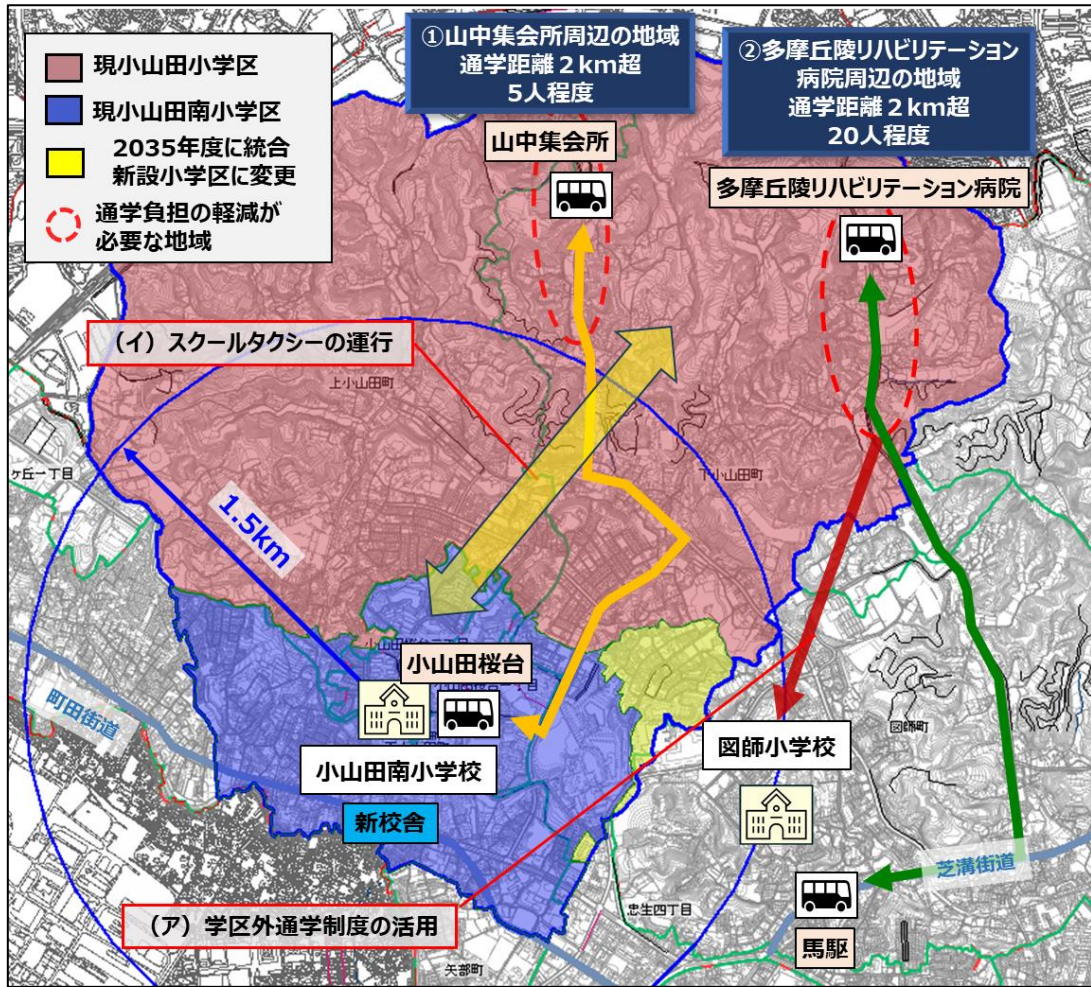 現小山田小学区
現小山田南小学区
2035年度に統合
新設小学区に変更
通学負担の軽減が
必要な地域
①山中集会所周辺の地域
通学距離２km超
5人程度
②多摩丘陵リハビリテーション
病院周辺の地域
通学距離２km超
20人程度
山中集会所
多摩丘陵リハビリテーション病院
（イ）スクールタクシーの運行
上小山田町
下小山田町
ヶ丘一丁目
1.5km
小山田桜台
町田街道
小山田南小学校
新校舎
図師小学校
図師町
芝溝街道
（ア）学区外通学制度の活用
忠生四丁目
馬駆
矢部町